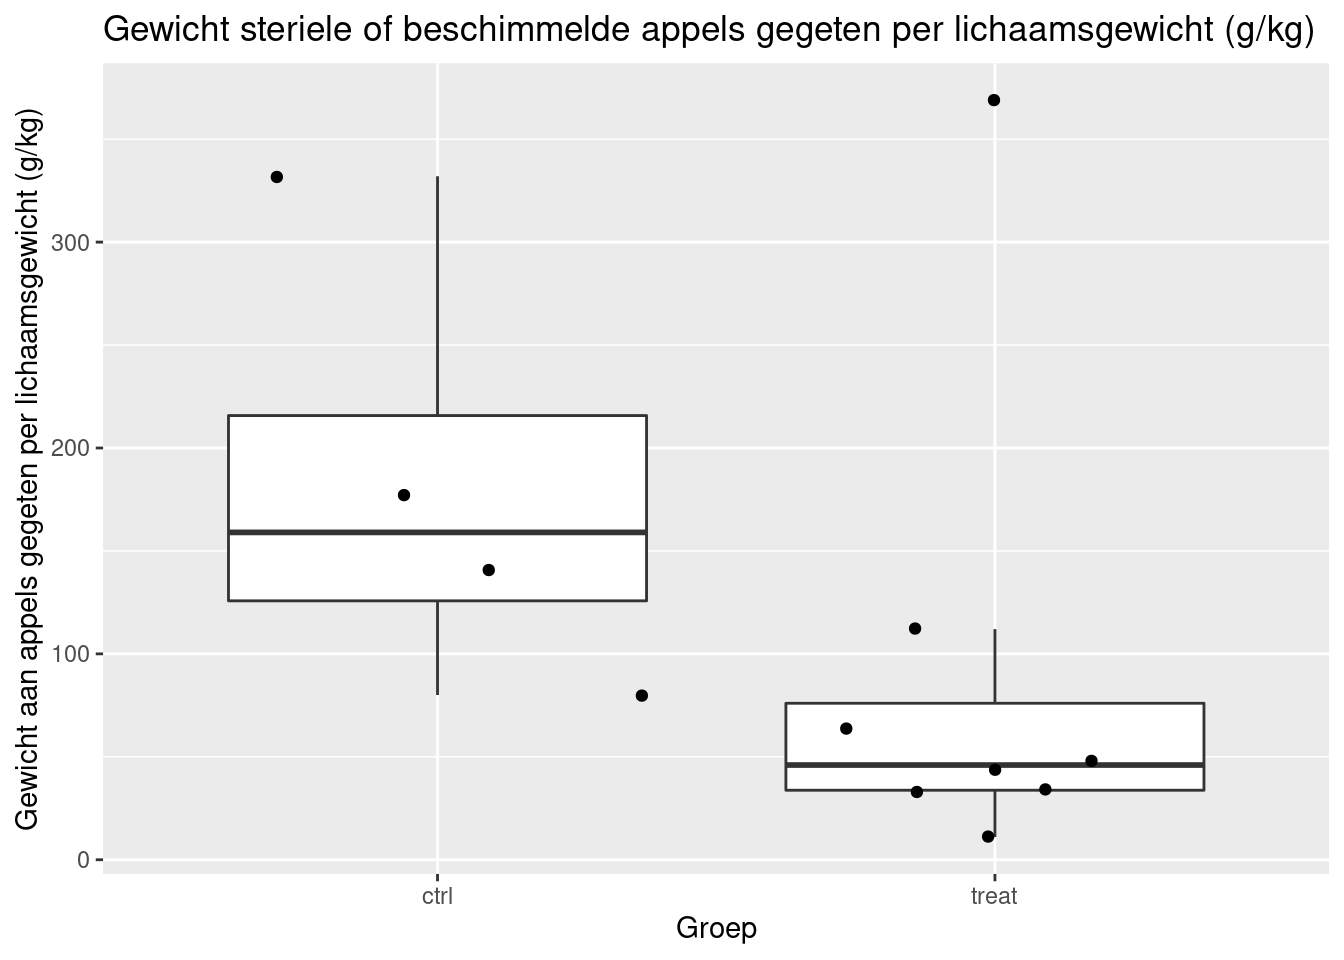 Gewicht steriele of beschimmelde appels gegeten per lichaamsgewicht (g/kg)
Gewicht aan appels gegeten per lichaamsgewicht (g/kg)
300
200
100
0
ctrl
treat
Groep